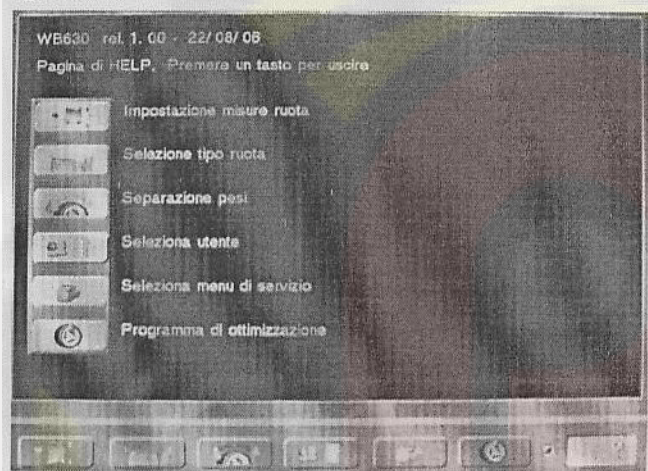 WB630 rel. 1.00 - 22/08/06
Pagina di HELP. Premere un tasto per uscire
Impostazione misure ruota
Selezione tipo ruota
Separazione pesi
Seleziona utente
Seleziona menu di servizio
Programma di ottimizzazione